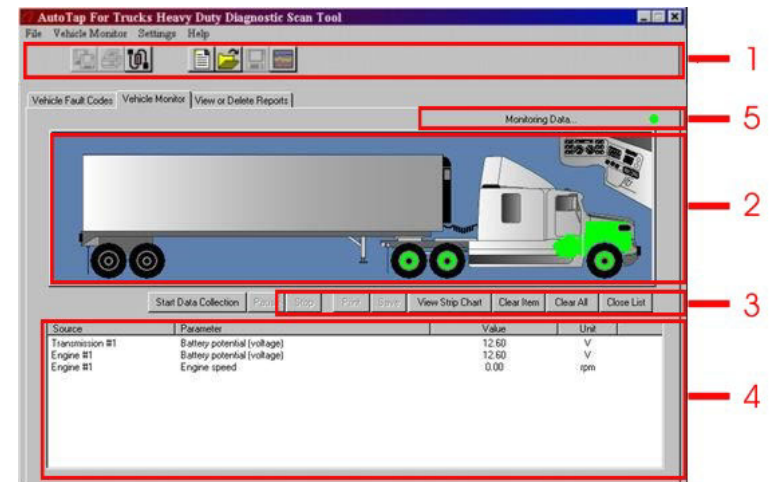 AutoTap For Trucks Heavy Duty Diagnostic Scan Tool
File Vehicle Monitor Settings Help
1
Vehicle Fault Codes Vehicle Monitor View or Delete Reports
Monitoring Data...
5
2
Start Data Collection Pause Stop Print Save View Strip Chart Clear Item Clear All Close List
3
Source Parameter Value Unit
Transmission #1 Battery potential (voltage) 12.60 V
Engine #1 Battery potential (voltage) 12.60 V
Engine #1 Engine speed 0.00 rpm
4